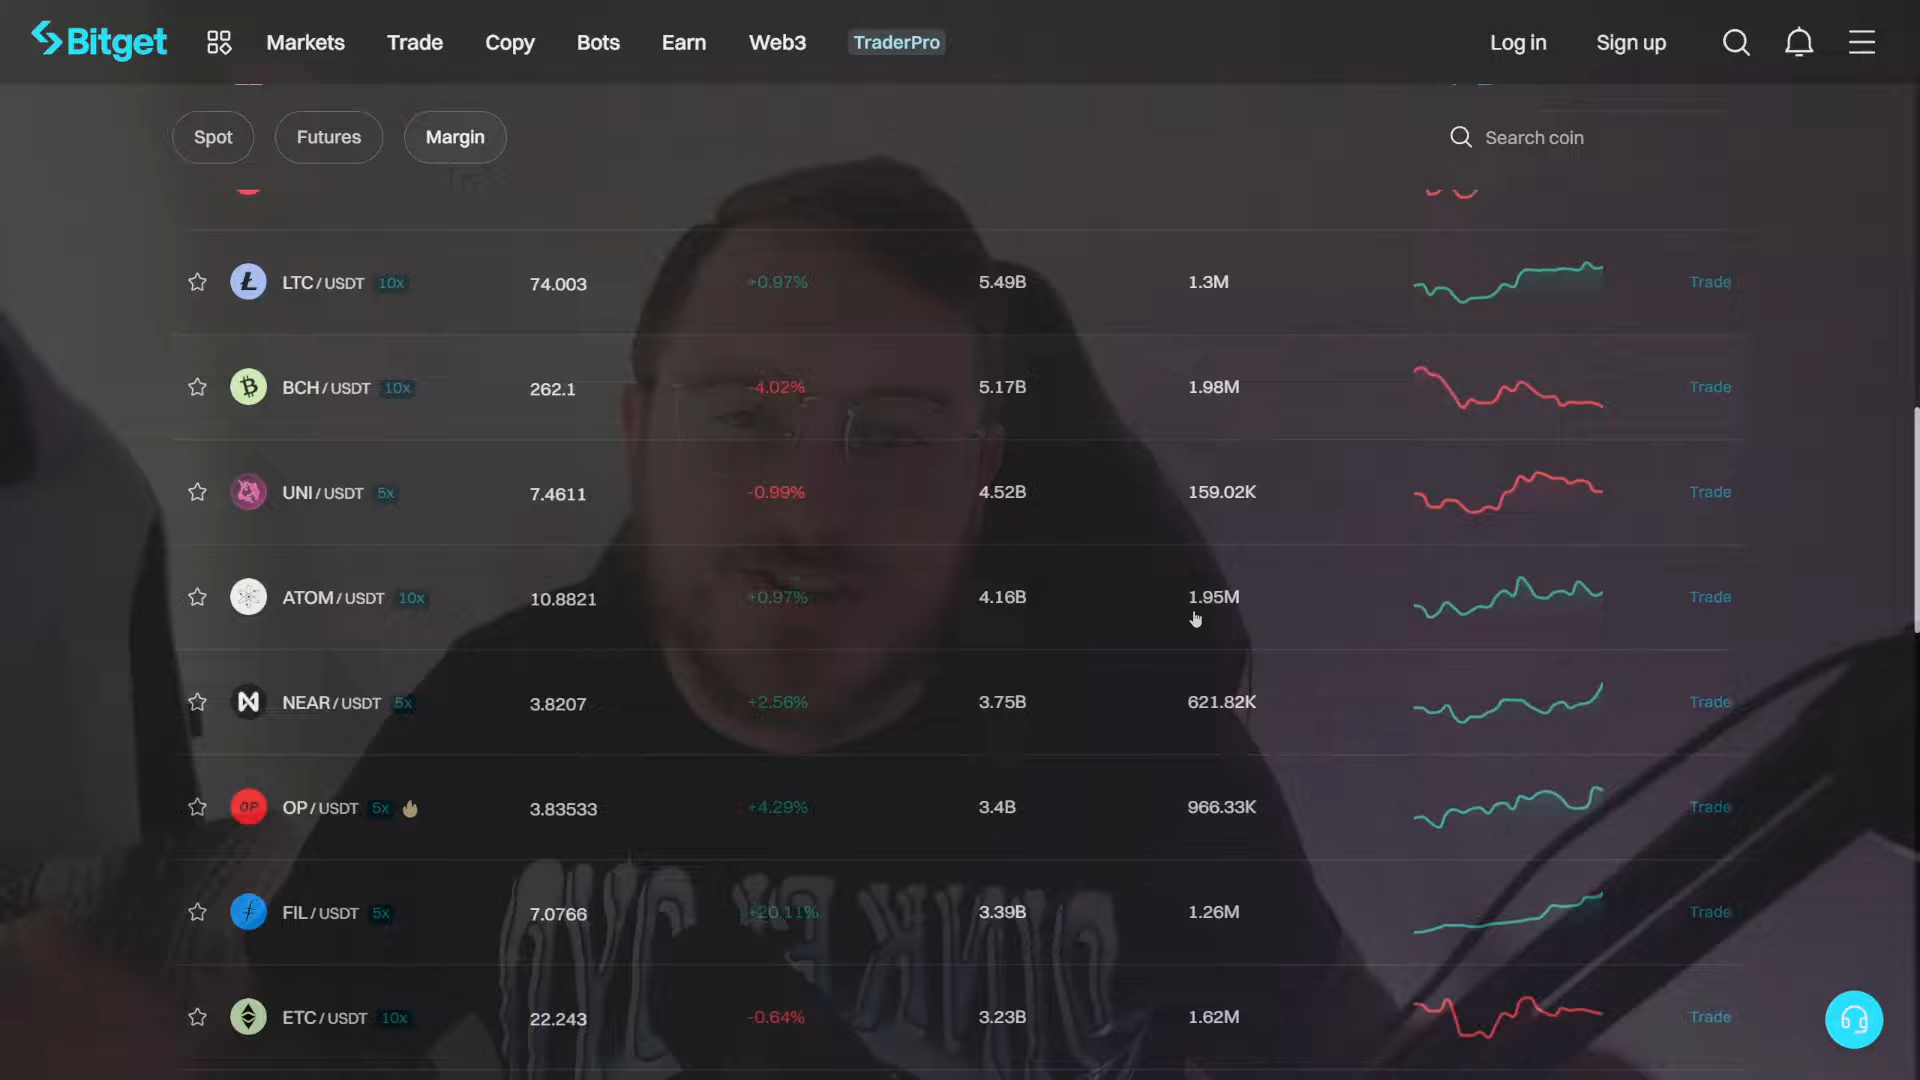 Bitget Markets Trade Copy Bots Earn Web3 TraderPro Log in Sign up
Spot Futures Margin Search coin
LTC / USDT 10x 74.003 +0.97% 5.49B 1.3M Trade
BCH / USDT 10x 262.1 -4.02% 5.17B 1.98M Trade
UNI / USDT 5x 7.4611 -0.99% 4.52B 159.02K Trade
ATOM / USDT 10x 10.8821 +0.97% 4.16B 1.95M Trade
NEAR / USDT 5x 3.8207 +2.56% 3.75B 621.82K Trade
OP OP / USDT 5x 3.83533 +4.29% 3.4B 966.33K Trade
FIL / USDT 5x 7.0766 +20.11% 3.39B 1.26M Trade
ETC / USDT 10x 22.243 -0.64% 3.23B 1.62M Trade